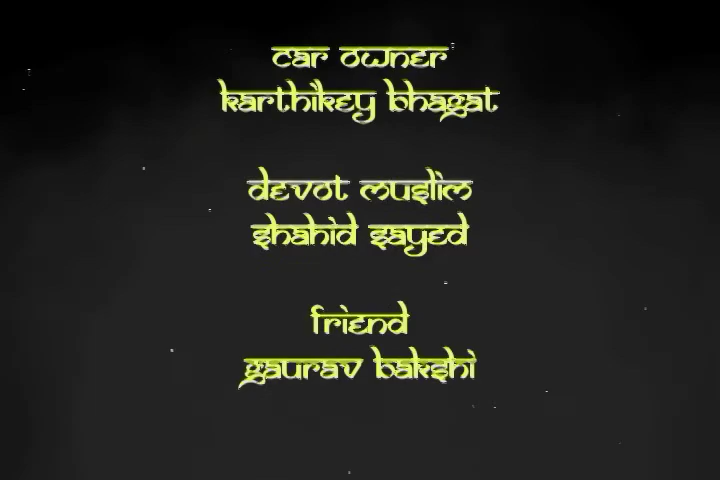 car owner
karthikey bhagat
devot muslim
shahid sayed
friend
gaurav bakshi